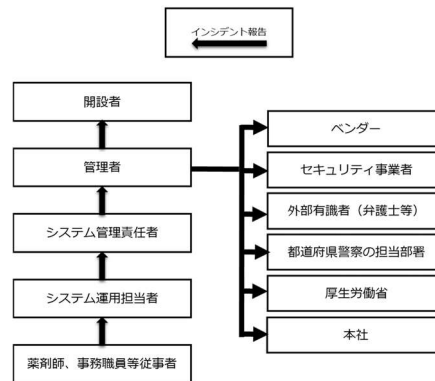 インシデント報告
開設者
管理者
システム管理責任者
システム運用担当者
薬剤師、事務職員等従事者
ベンダー
セキュリティ事業者
外部有識者（弁護士等）
都道府県警察の担当部署
厚生労働省
本社